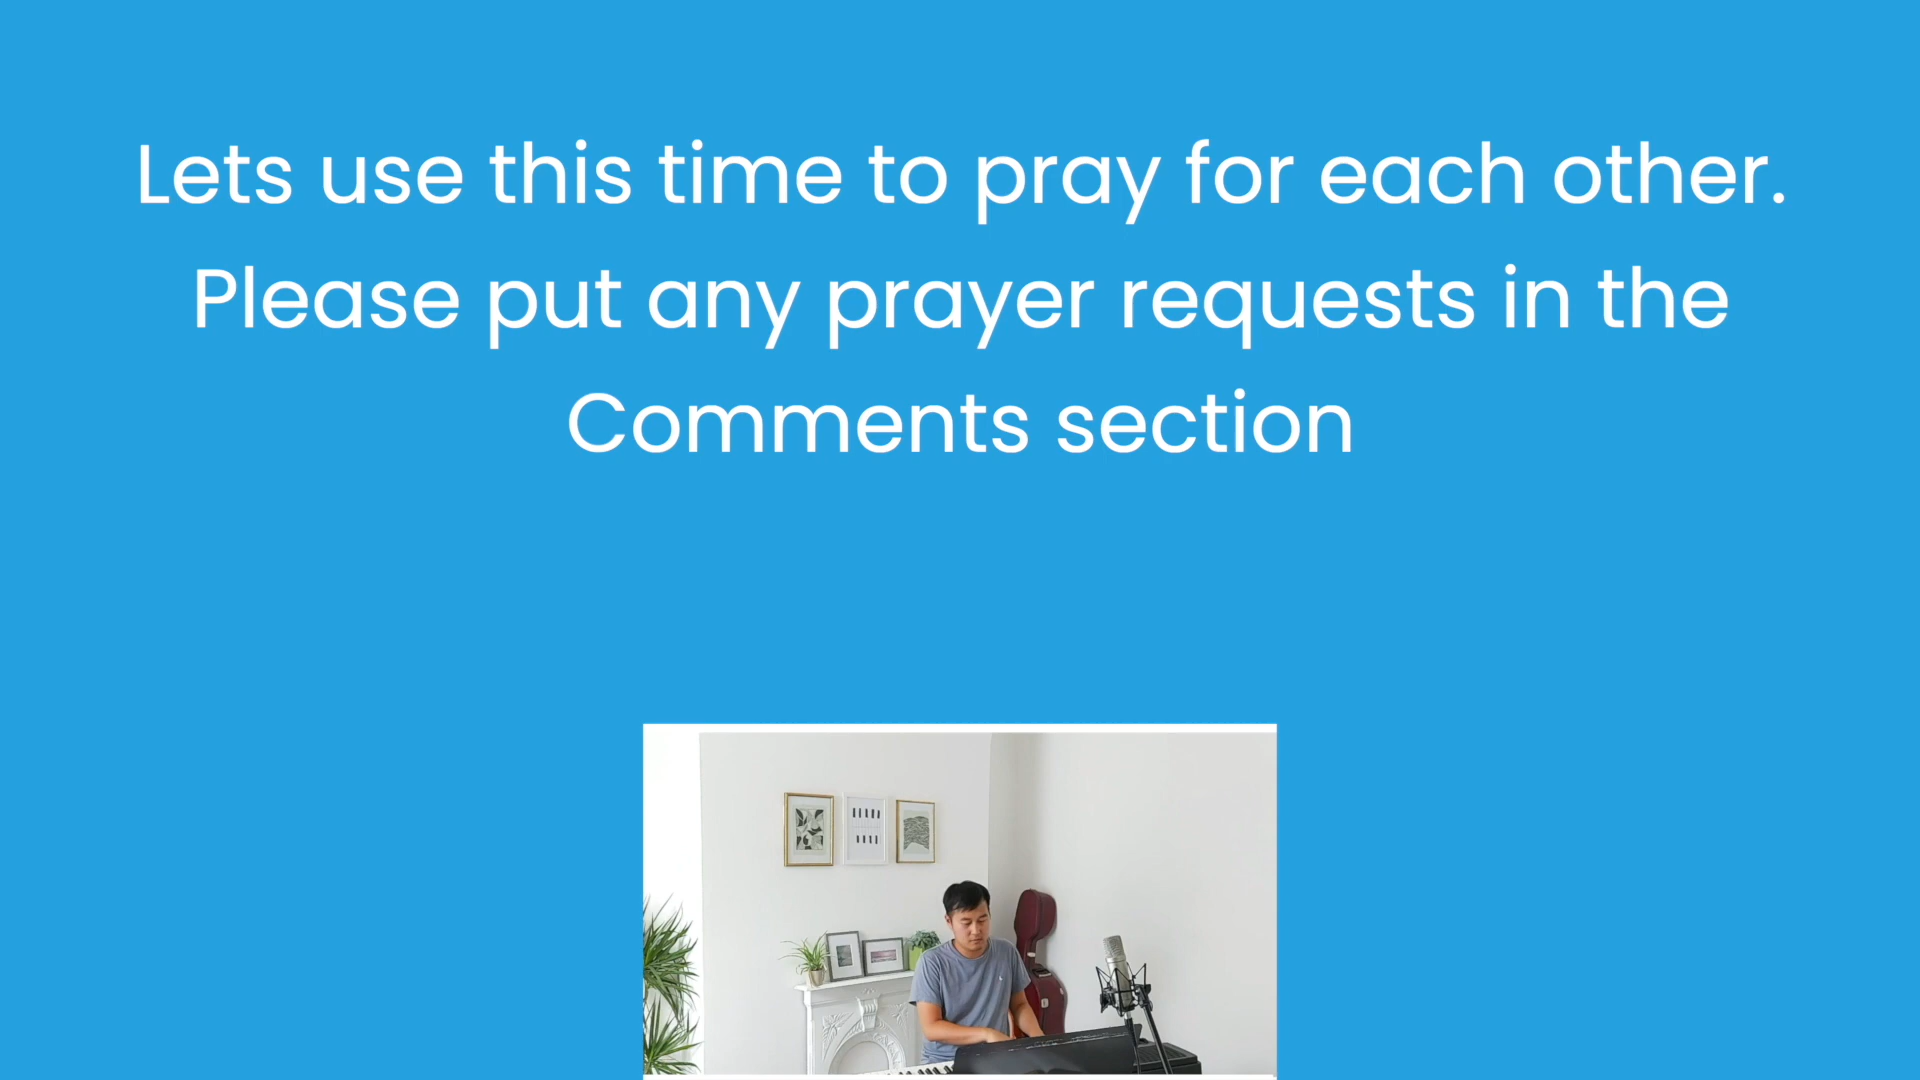 Lets use this time to pray for each other.
Please put any prayer requests in the
Comments section